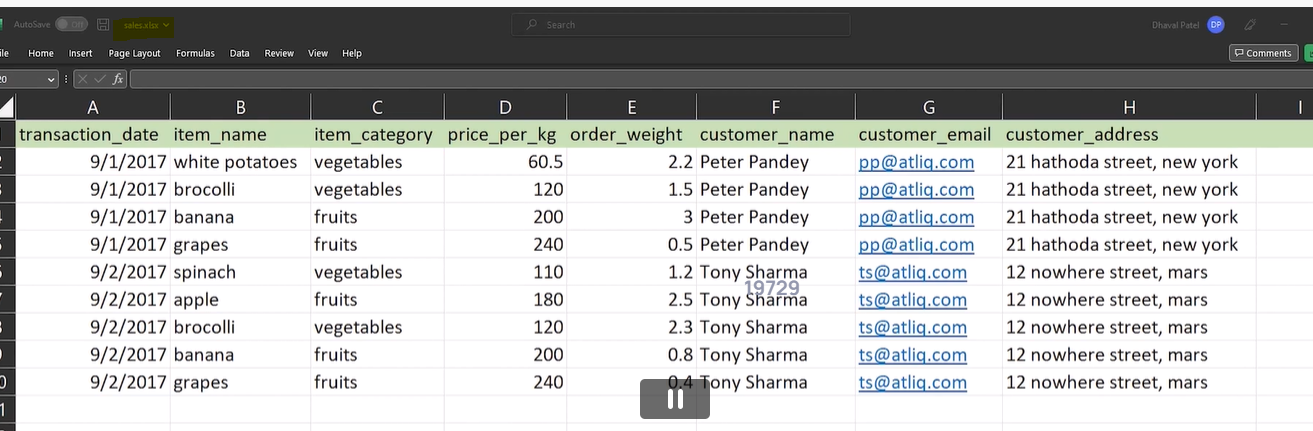 AutoSave Off sales.xlsx Search Dhaval Patel DP
ile Home Insert Page Layout Formulas Data Review View Help Comments
20 fx
A B C D E F G H I
transaction_date item_name item_category price_per_kg order_weight customer_name customer_email customer_address
9/1/2017 white potatoes vegetables 60.5 2.2 Peter Pandey pp@atliq.com 21 hathoda street, new york
9/1/2017 brocolli vegetables 120 1.5 Peter Pandey pp@atliq.com 21 hathoda street, new york
9/1/2017 banana fruits 200 3 Peter Pandey pp@atliq.com 21 hathoda street, new york
9/1/2017 grapes fruits 240 0.5 Peter Pandey pp@atliq.com 21 hathoda street, new york
9/2/2017 spinach vegetables 110 1.2 Tony Sharma ts@atliq.com 12 nowhere street, mars
19729
9/2/2017 apple fruits 180 2.5 Tony Sharma ts@atliq.com 12 nowhere street, mars
9/2/2017 brocolli vegetables 120 2.3 Tony Sharma ts@atliq.com 12 nowhere street, mars
9/2/2017 banana fruits 200 0.8 Tony Sharma ts@atliq.com 12 nowhere street, mars
9/2/2017 grapes fruits 240 0.4 Tony Sharma ts@atliq.com 12 nowhere street, mars